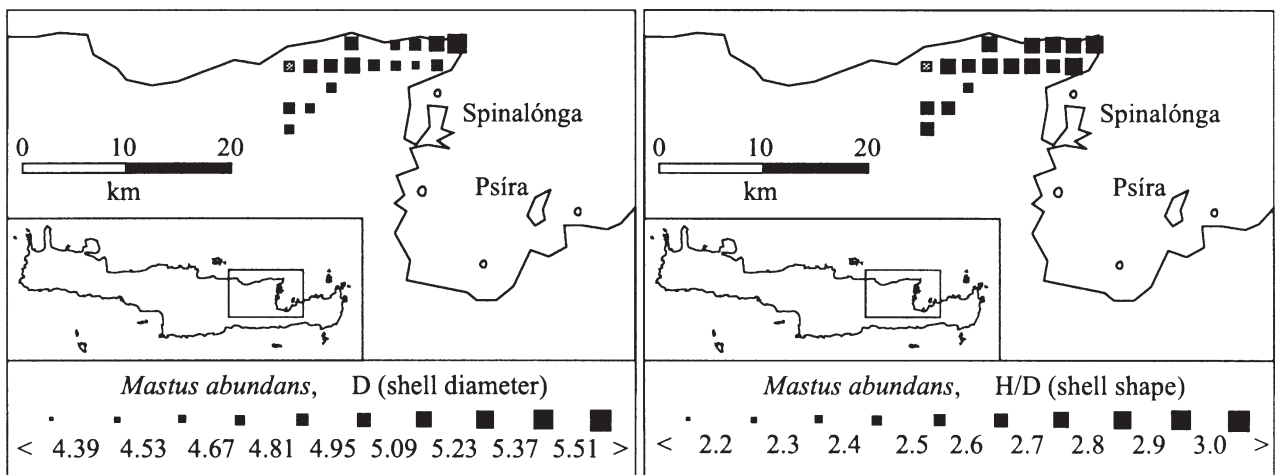 Spinalónga
0 10 20
km
Psíra
Mastus abundans, D (shell diameter)
< 4.39 4.53 4.67 4.81 4.95 5.09 5.23 5.37 5.51 >
Spinalónga
0 10 20
km
Psíra
Mastus abundans, H/D (shell shape)
< 2.2 2.3 2.4 2.5 2.6 2.7 2.8 2.9 3.0 >